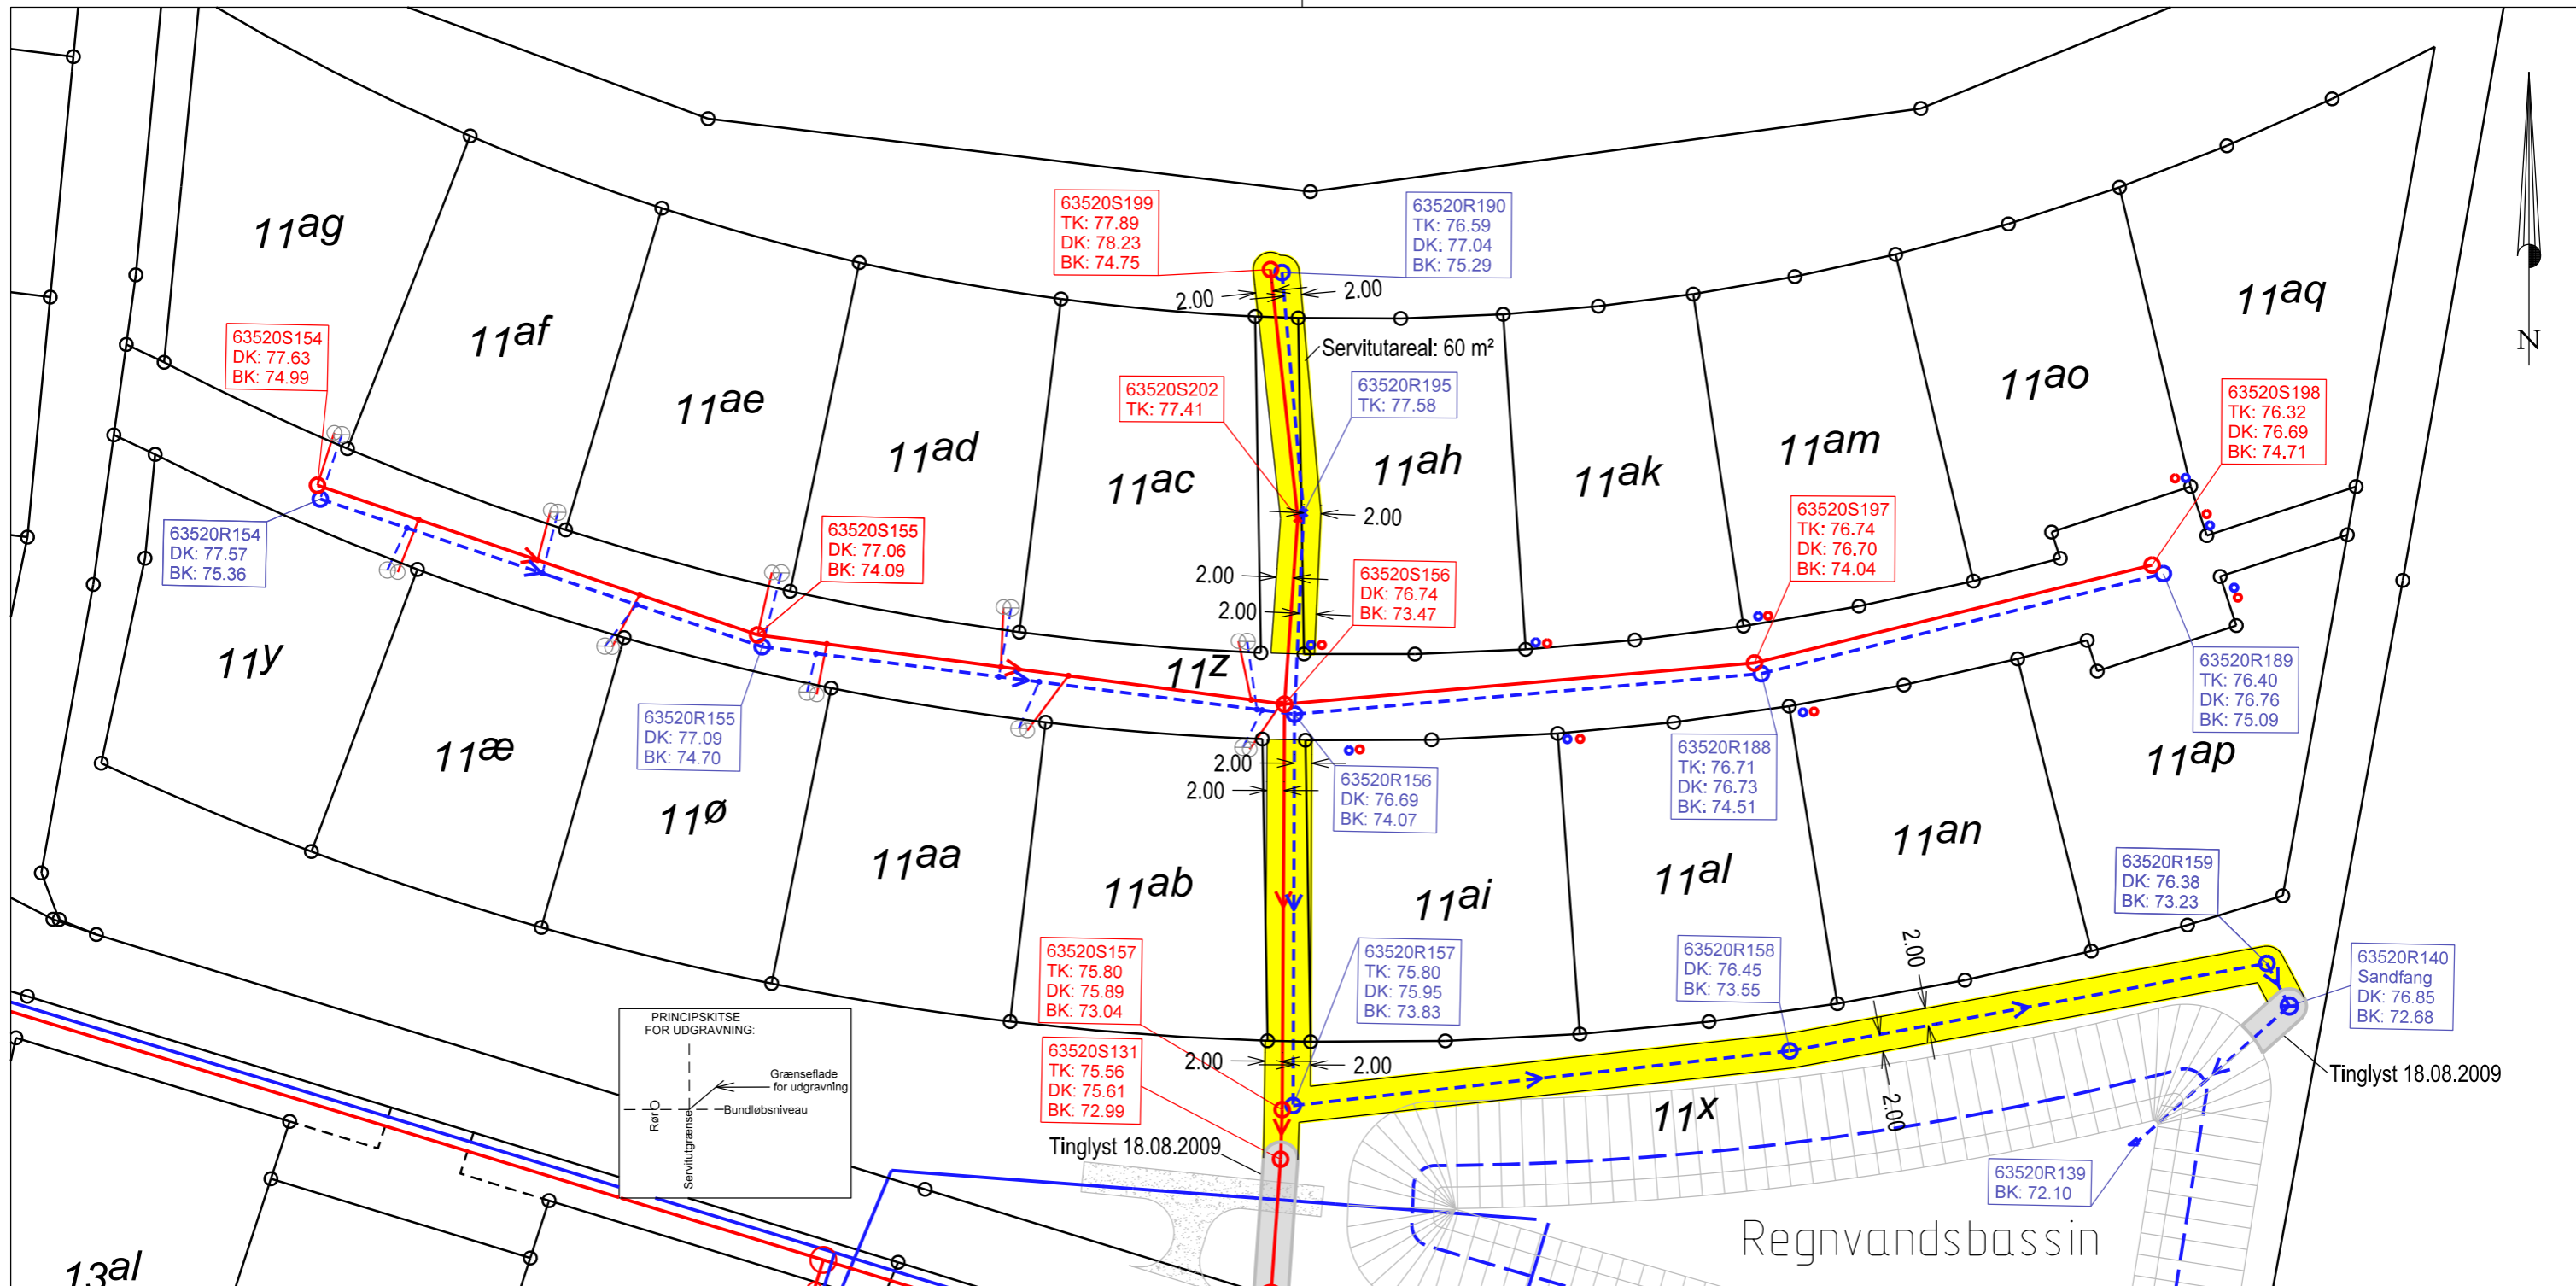 63520S199
TK: 77.89
DK: 78.23
BK: 74.75
63520R190
TK: 76.59
DK: 77.04
BK: 75.29
11ag
11af
11ae
11ad
11ac
11ah
11ak
11am
11ao
11aq
N
2.00
2.00
Servitutareal: 60 m²
63520S154
DK: 77.63
BK: 74.99
63520S202
TK: 77.41
63520R195
TK: 77.58
63520S198
TK: 76.32
DK: 76.69
BK: 74.71
63520R154
DK: 77.57
BK: 75.36
63520S155
DK: 77.06
BK: 74.09
2.00
63520S197
TK: 76.74
DK: 76.70
BK: 74.04
2.00
2.00
63520S156
DK: 76.74
BK: 73.47
11y
11z
63520R189
TK: 76.40
DK: 76.76
BK: 75.09
63520R155
DK: 77.09
BK: 74.70
11æ
11ø
11aa
11ab
11ai
11al
11an
11ap
2.00
2.00
63520R156
DK: 76.69
BK: 74.07
63520R188
TK: 76.71
DK: 76.73
BK: 74.51
63520R159
DK: 76.38
BK: 73.23
63520S157
TK: 75.80
DK: 75.89
BK: 73.04
63520R157
TK: 75.80
DK: 75.95
BK: 73.83
63520R158
DK: 76.45
BK: 73.55
2.00
63520R140
Sandfang
DK: 76.85
BK: 72.68
63520S131
TK: 75.56
DK: 75.61
BK: 72.99
2.00
2.00
2.00
Tinglyst 18.08.2009
PRINCIPSKITSE
FOR UDGRAVNING:
Grænseflade
for udgravning
Bundløbsniveau
Rør
Servitutgrænse
Tinglyst 18.08.2009
11x
63520R139
BK: 72.10
Regnvandsbassin
13al